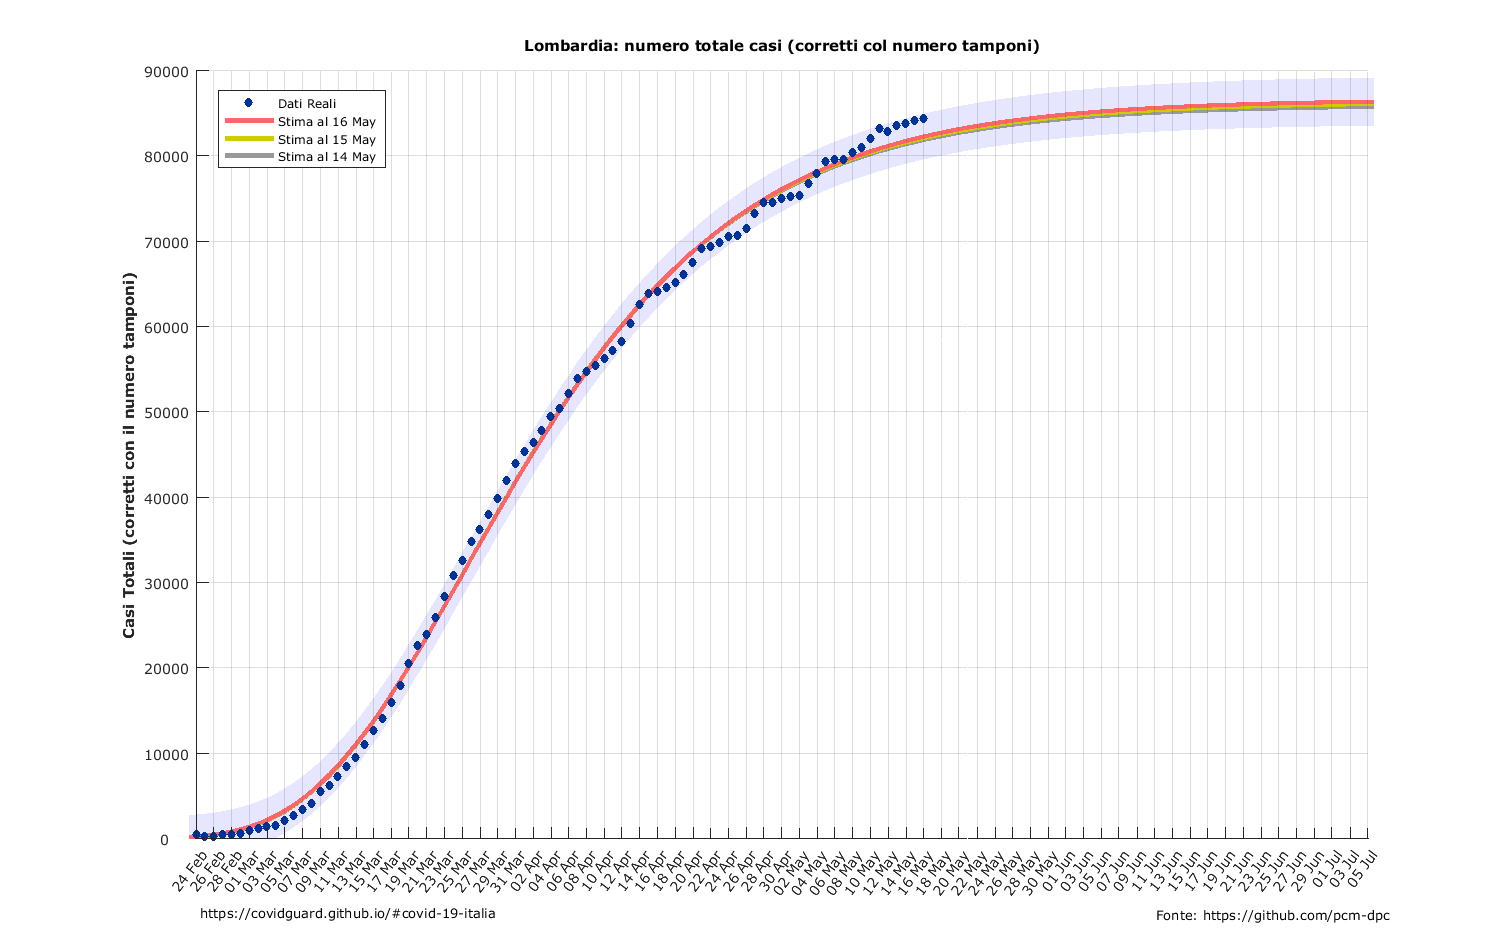 Lombardia: numero totale casi (corretti col numero tamponi)
Dati Reali
Stima al 16 May
Stima al 15 May
Stima al 14 May
Casi Totali (corretti con il numero tamponi)
90000
80000
70000
60000
50000
40000
30000
20000
10000
0
24 Feb
26 Feb
28 Feb
01 Mar
03 Mar
05 Mar
07 Mar
09 Mar
11 Mar
13 Mar
15 Mar
17 Mar
19 Mar
21 Mar
23 Mar
25 Mar
27 Mar
29 Mar
31 Mar
02 Apr
04 Apr
06 Apr
08 Apr
10 Apr
12 Apr
14 Apr
16 Apr
18 Apr
20 Apr
22 Apr
24 Apr
26 Apr
28 Apr
30 Apr
02 May
04 May
06 May
08 May
10 May
12 May
14 May
16 May
18 May
20 May
22 May
24 May
26 May
28 May
30 May
01 Jun
03 Jun
05 Jun
07 Jun
09 Jun
11 Jun
13 Jun
15 Jun
17 Jun
19 Jun
21 Jun
23 Jun
25 Jun
27 Jun
29 Jun
01 Jul
03 Jul
05 Jul
https://covidguard.github.io/#covid-19-italia
Fonte: https://github.com/pcm-dpc